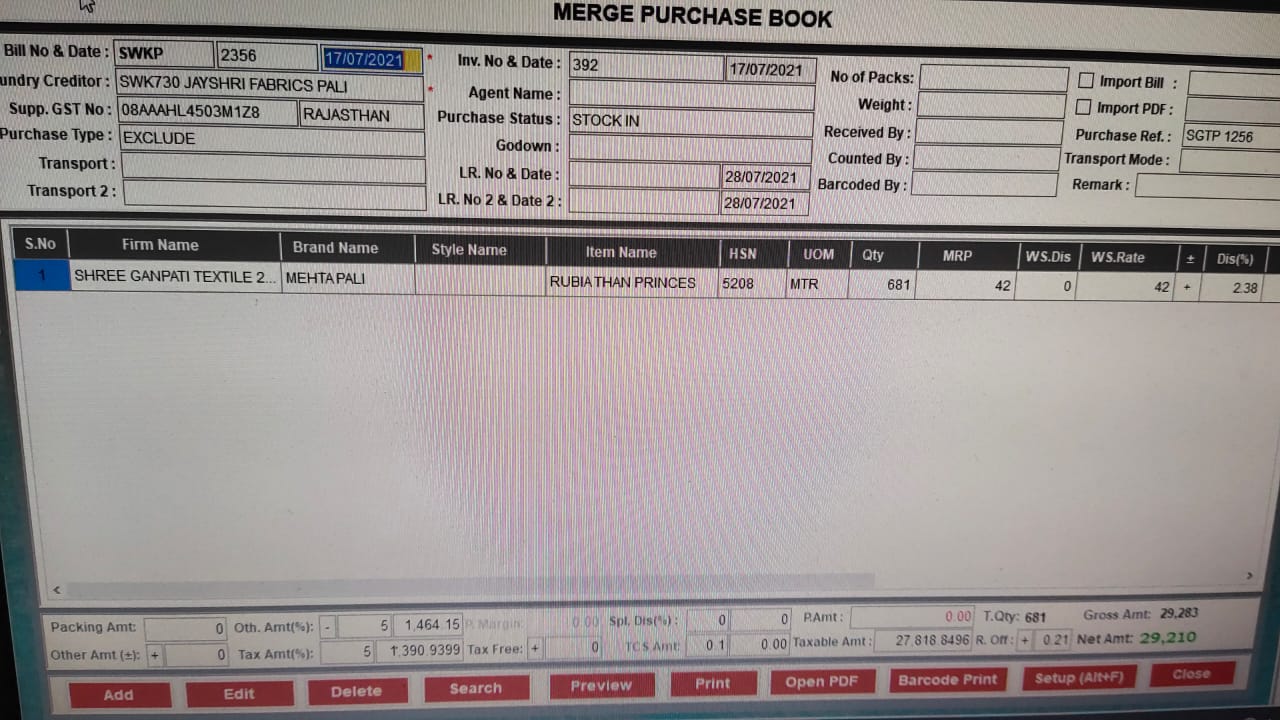 MERGE PURCHASE BOOK
Bill No & Date : SWKP 2356 17/07/2021 * Inv. No & Date : 392 17/07/2021 No of Packs: Import Bill :
undry Creditor : SWK730 JAYSHRI FABRICS PALI * Agent Name : Weight : Import PDF :
Supp. GST No : 08AAAHL4503M1Z8 RAJASTHAN Purchase Status : STOCK IN Received By : Purchase Ref. : SGTP 1256
Purchase Type : EXCLUDE Godown : Counted By : Transport Mode :
Transport : LR. No & Date : 28/07/2021 Barcoded By : Remark :
Transport 2 : LR. No 2 & Date 2 : 28/07/2021
S.No Firm Name Brand Name Style Name Item Name HSN UOM Qty MRP WS.Dis WS.Rate ± Dis(%)
1 SHREE GANPATI TEXTILE 2... MEHTA PALI RUBIA THAN PRINCES 5208 MTR 681 42 0 42 + 2.38
Packing Amt: 0 Oth. Amt(%): - 5 1,464.15 P. Margin: 0.00 Spl. Dis(%) : 0 0 P.Amt : 0.00 T.Qty: 681 Gross Amt: 29,283
Other Amt (±): + 0 Tax Amt(%): 5 1,390.9399 Tax Free: + 0 TCS Amt: 0.1 0.00 Taxable Amt : 27,818.8496 R. Off : + 0.21 Net Amt: 29,210
Add Edit Delete Search Preview Print Open PDF Barcode Print Setup (Alt+F) Close